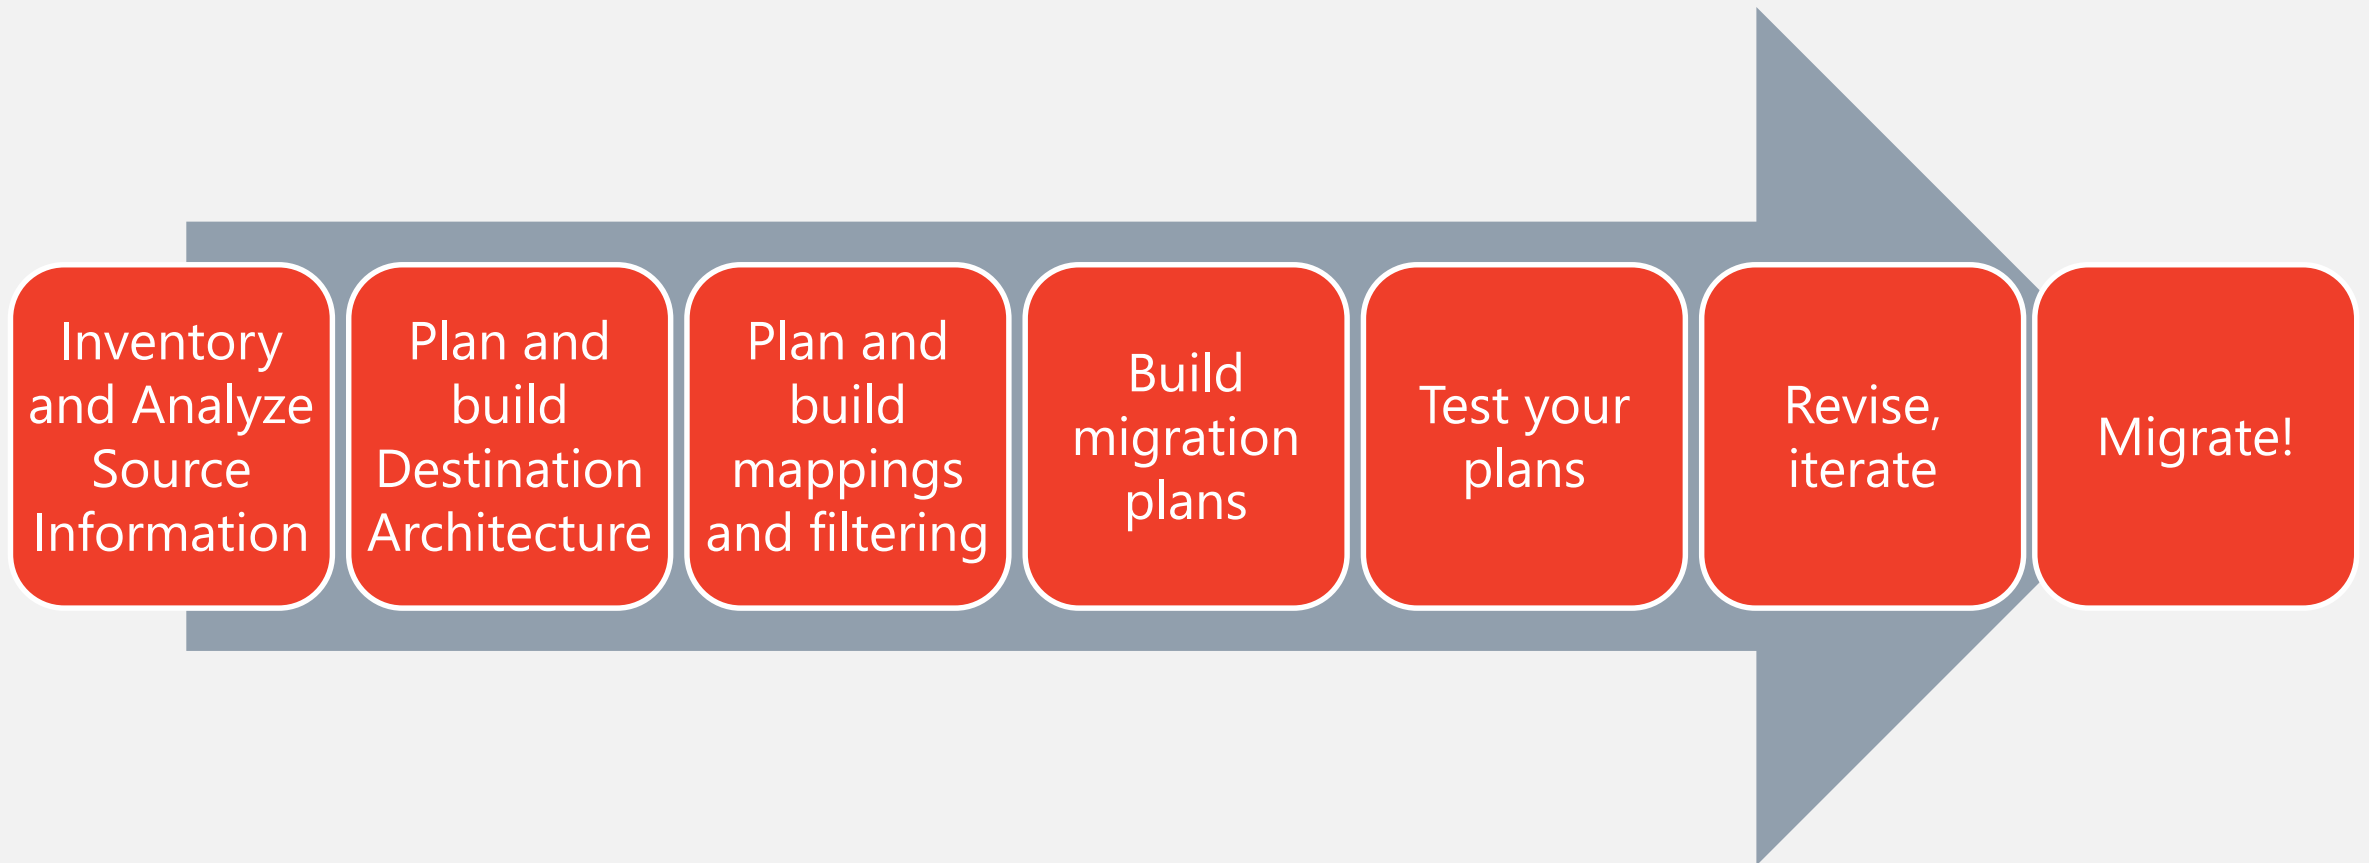 Inventory
and Analyze
Source
Information
Plan and
build
Destination
Architecture
Plan and
build
mappings
and filtering
Build
migration
plans
Test your
plans
Revise,
iterate
Migrate!